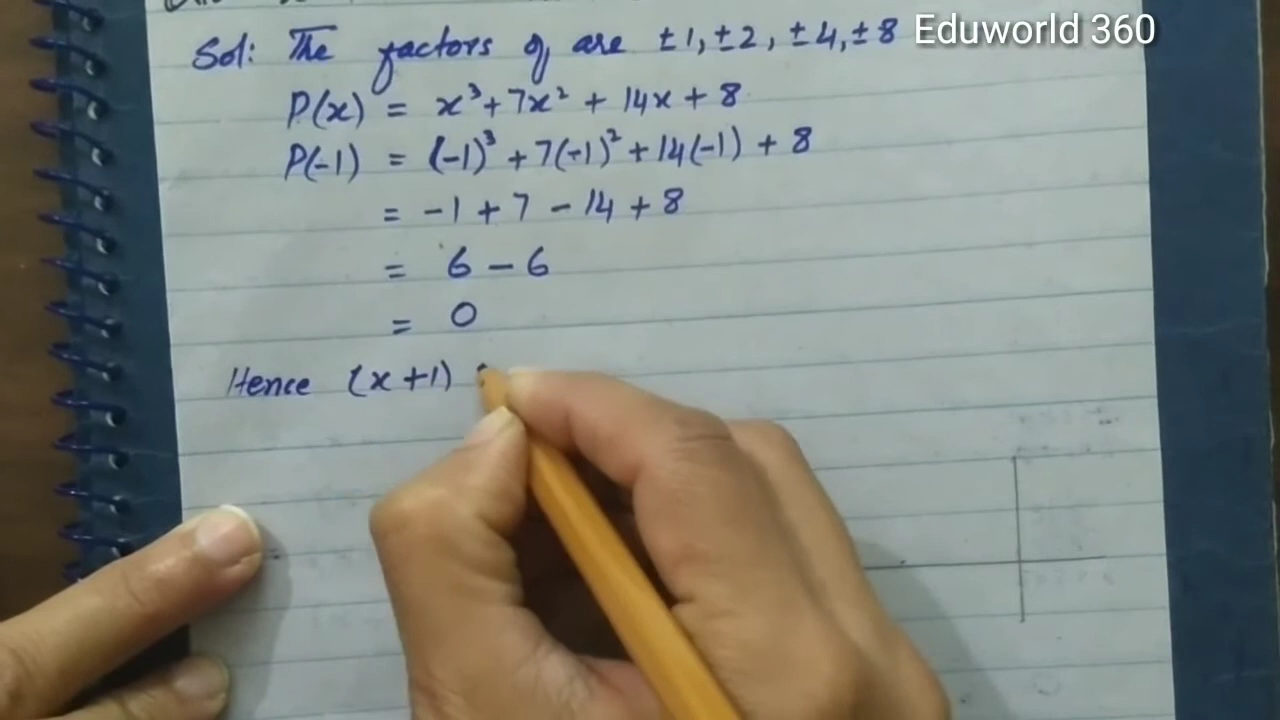 Sol: The factors of are ±1, ±2, ±4, ±8
Eduworld 360
P(x) = x³ + 7x² + 14x + 8
P(-1) = (-1)³ + 7(-1)² + 14(-1) + 8
= -1 + 7 - 14 + 8
= 6 - 6
= 0
Hence (x+1)